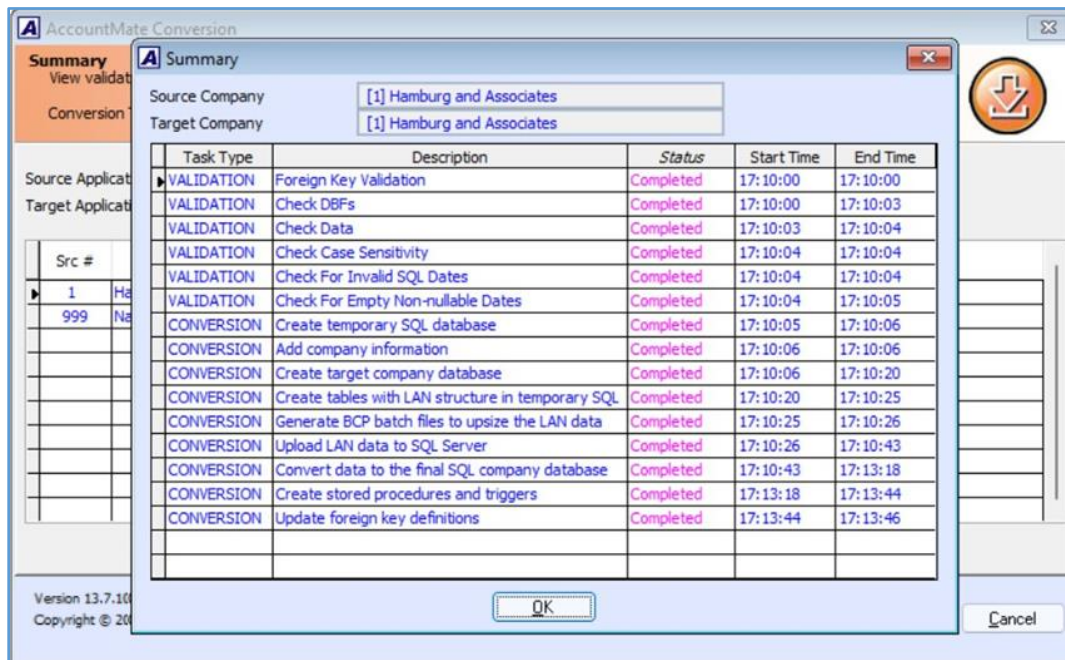 AccountMate Conversion
Summary
View validat
Conversion
Source Applicat
Target Applicati
Src #
1 Ha
999 Na
Version 13.7.10
Copyright © 20
Cancel
Summary
Source Company [1] Hamburg and Associates
Target Company [1] Hamburg and Associates
Task Type Description Status Start Time End Time
VALIDATION Foreign Key Validation Completed 17:10:00 17:10:00
VALIDATION Check DBFs Completed 17:10:00 17:10:03
VALIDATION Check Data Completed 17:10:03 17:10:04
VALIDATION Check Case Sensitivity Completed 17:10:04 17:10:04
VALIDATION Check For Invalid SQL Dates Completed 17:10:04 17:10:04
VALIDATION Check For Empty Non-nullable Dates Completed 17:10:04 17:10:05
CONVERSION Create temporary SQL database Completed 17:10:05 17:10:06
CONVERSION Add company information Completed 17:10:06 17:10:06
CONVERSION Create target company database Completed 17:10:06 17:10:20
CONVERSION Create tables with LAN structure in temporary SQL Completed 17:10:20 17:10:25
CONVERSION Generate BCP batch files to upsize the LAN data Completed 17:10:25 17:10:26
CONVERSION Upload LAN data to SQL Server Completed 17:10:26 17:10:43
CONVERSION Convert data to the final SQL company database Completed 17:10:43 17:13:18
CONVERSION Create stored procedures and triggers Completed 17:13:18 17:13:44
CONVERSION Update foreign key definitions Completed 17:13:44 17:13:46
OK